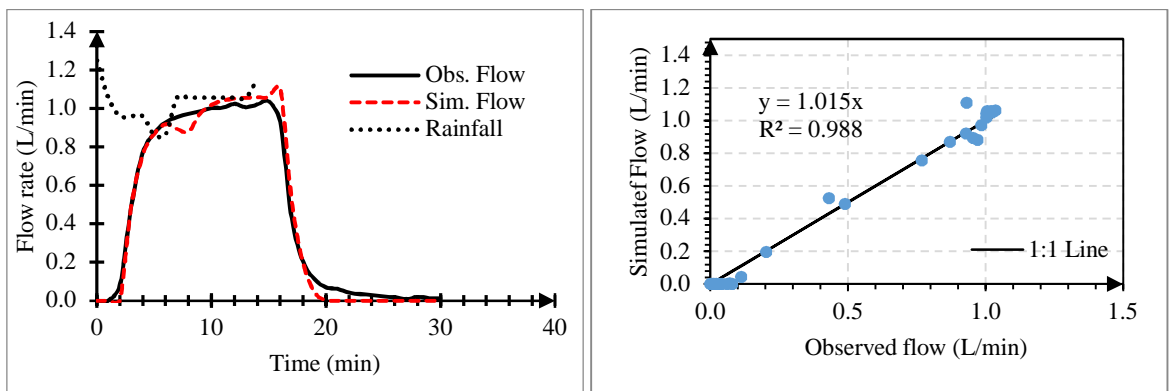 1.4
1.2
1.0
0.8
0.6
0.4
0.2
0.0
Flow rate (L/min)
Obs. Flow
Sim. Flow
Rainfall
0
10
20
30
40
Time (min)
1.4
1.2
1.0
0.8
0.6
0.4
0.2
0.0
Simulatef Flow (L/min)
y = 1.015x
R² = 0.988
1:1 Line
0.0
0.5
1.0
1.5
Observed flow (L/min)